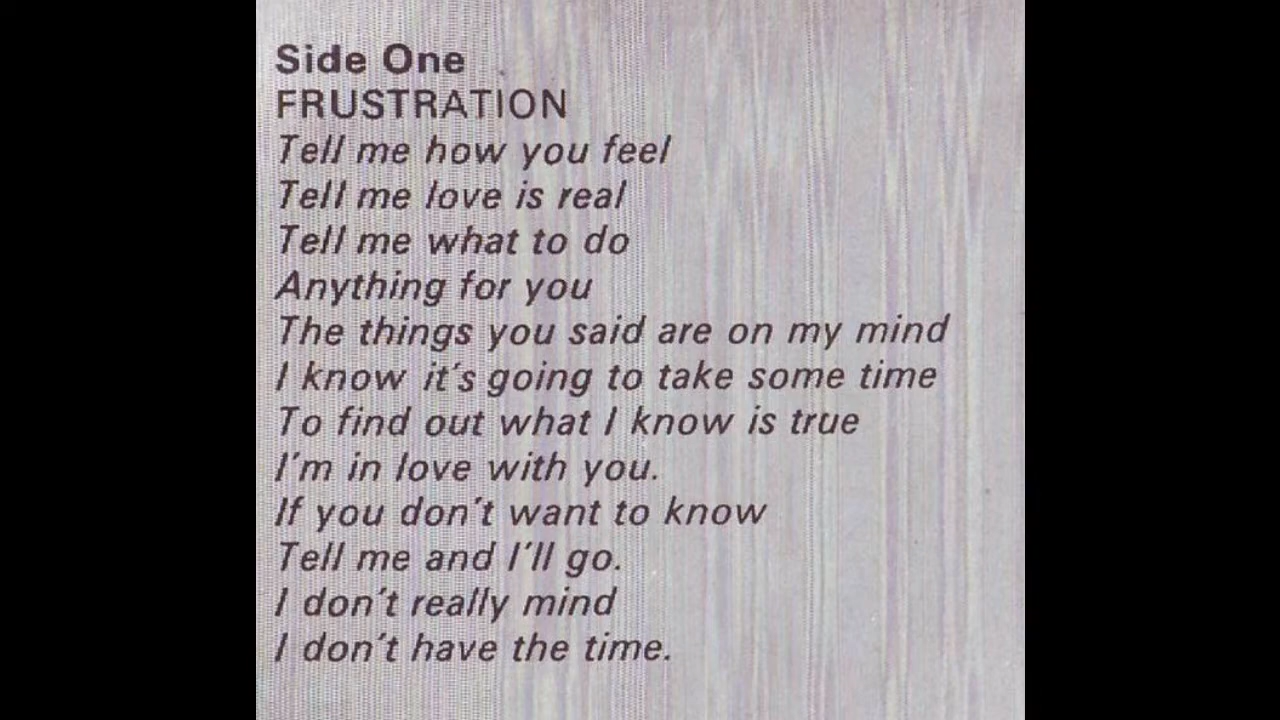 Side One
FRUSTRATION
Tell me how you feel
Tell me love is real
Tell me what to do
Anything for you
The things you said are on my mind
I know it's going to take some time
To find out what I know is true
I'm in love with you.
If you don't want to know
Tell me and I'll go.
I don't really mind
I don't have the time.